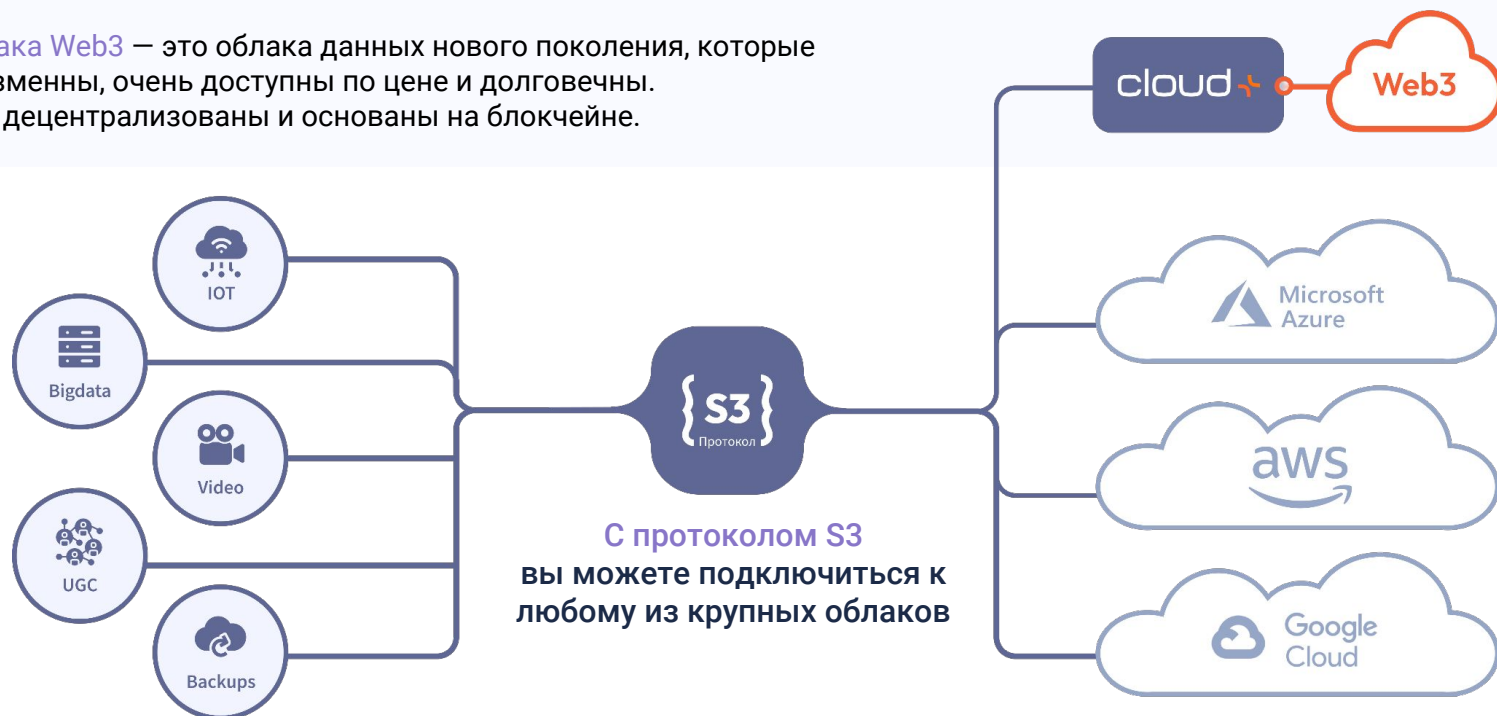 ака Web3 — это облака данных нового поколения, которые
зменны, очень доступны по цене и долговечны.
децентрализованы и основаны на блокчейне.
cloud
Web3
IOT
Bigdata
Video
UGC
Backups
{ S3 }
Протокол
С протоколом S3
вы можете подключиться к
любому из крупных облаков
Microsoft
Azure
aws
Google
Cloud